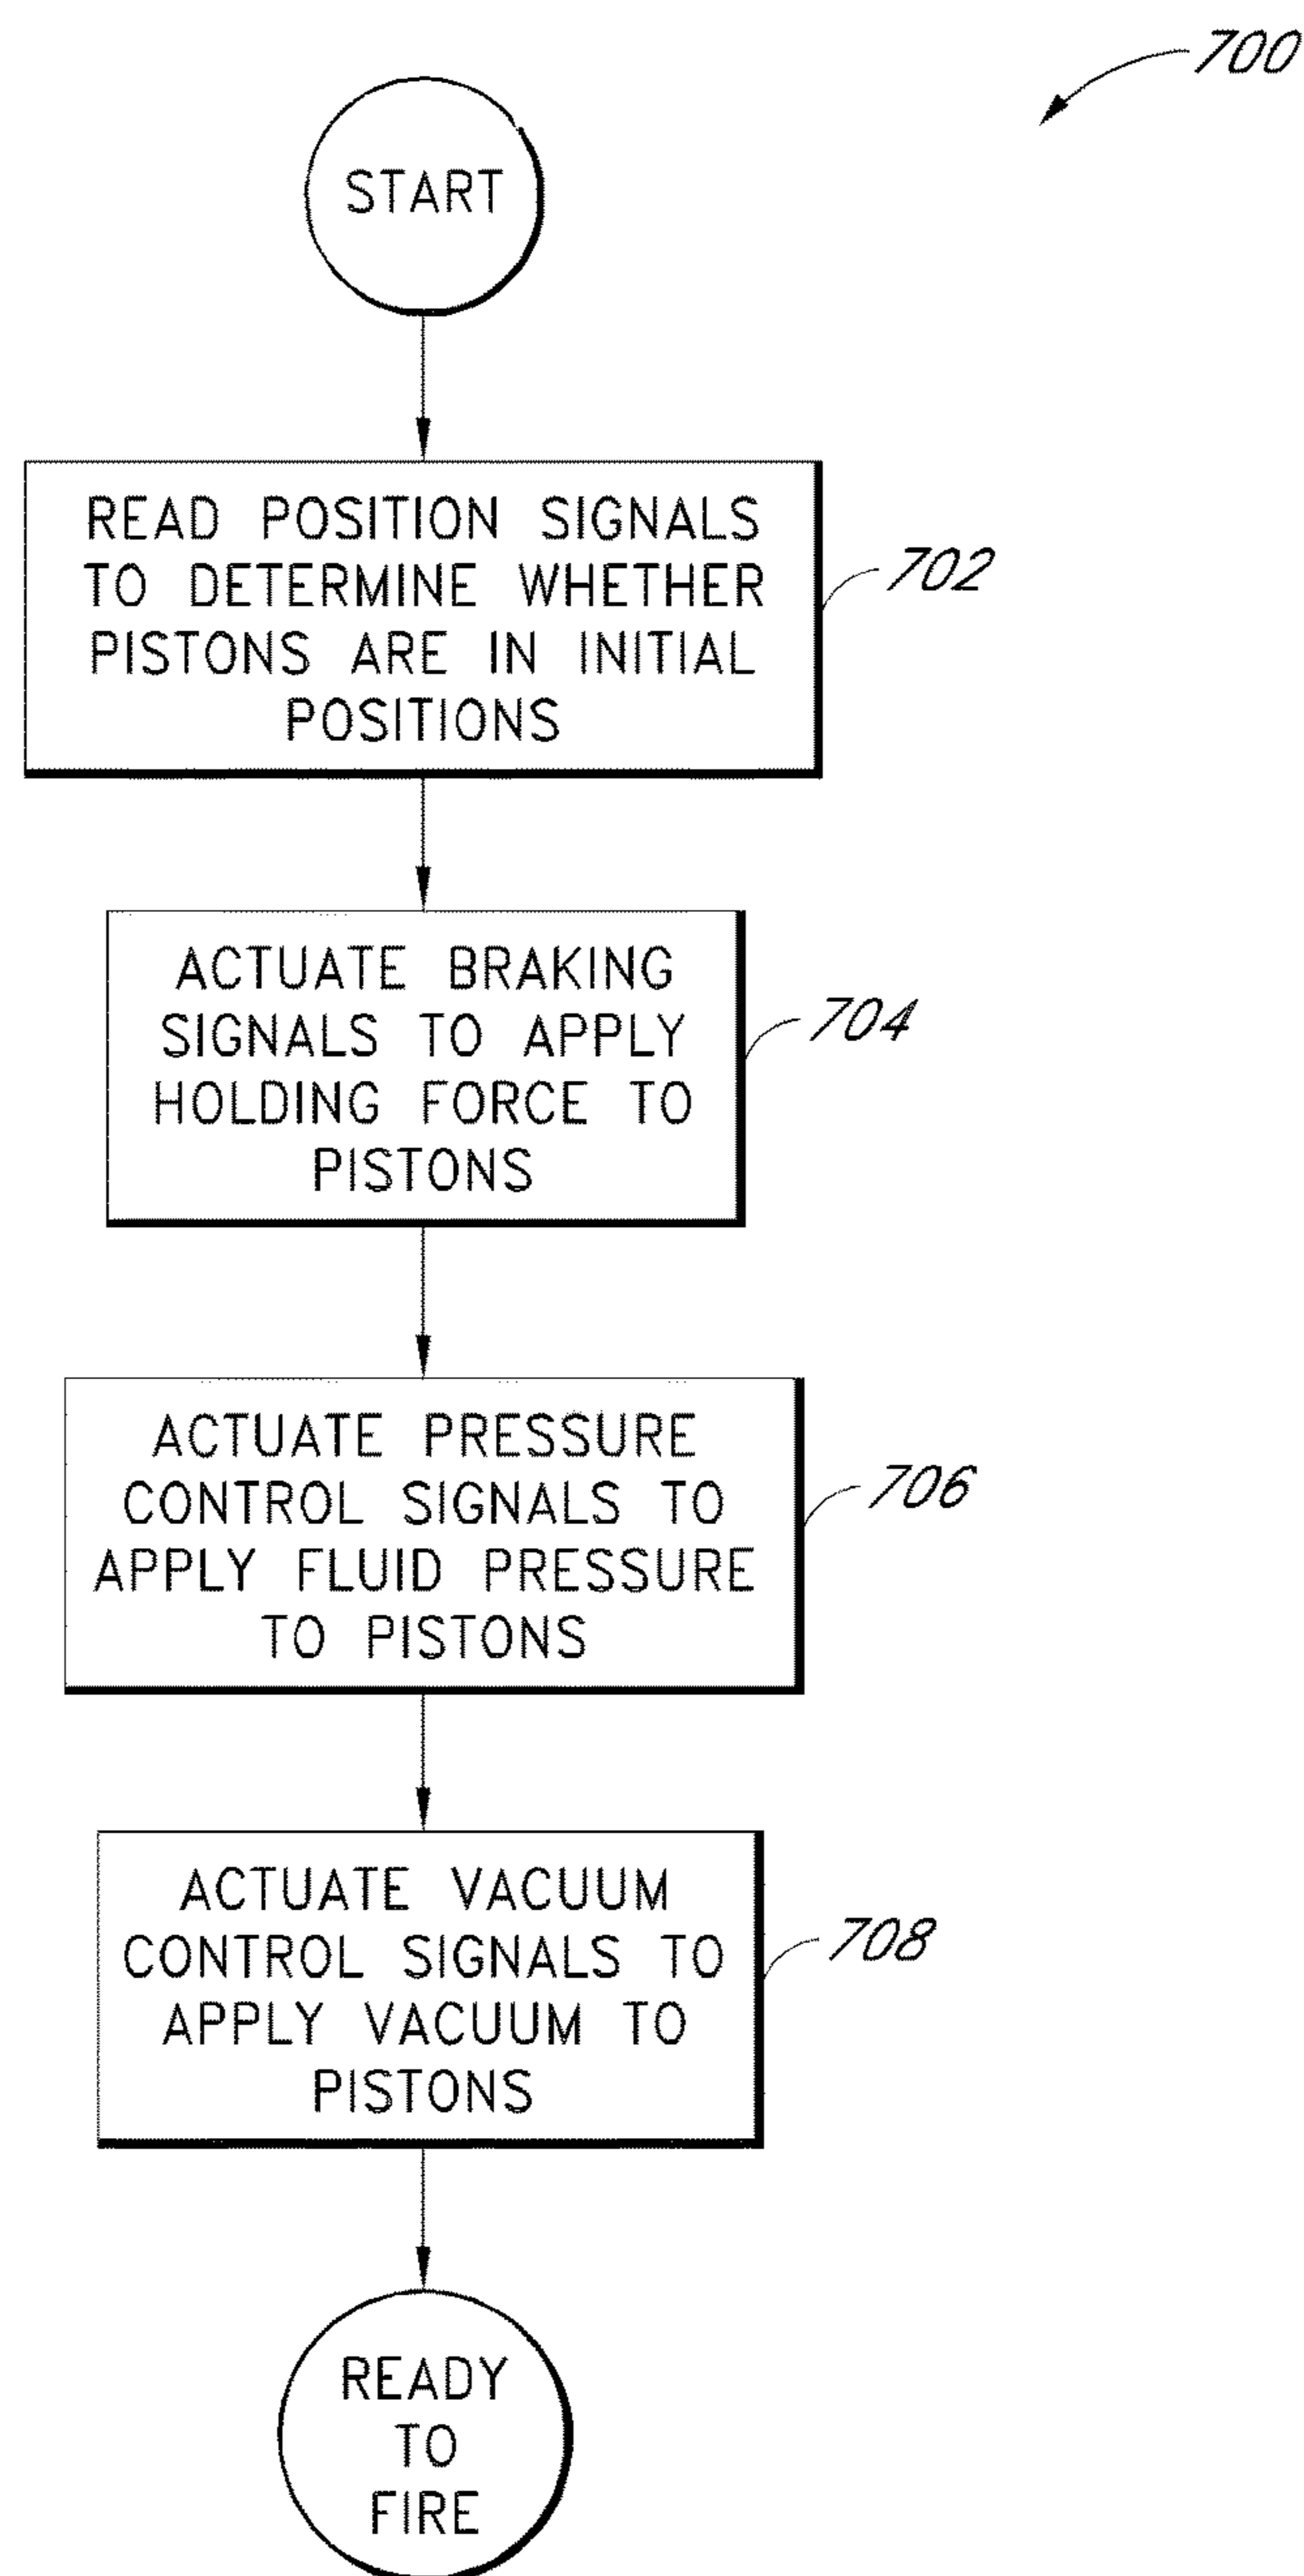 700
START
READ POSITION SIGNALS
TO DETERMINE WHETHER
PISTONS ARE IN INITIAL
POSITIONS
702
ACTUATE BRAKING
SIGNALS TO APPLY
HOLDING FORCE TO
PISTONS
704
ACTUATE PRESSURE
CONTROL SIGNALS TO
APPLY FLUID PRESSURE
TO PISTONS
706
ACTUATE VACUUM
CONTROL SIGNALS TO
APPLY VACUUM TO
PISTONS
708
READY
TO
FIRE